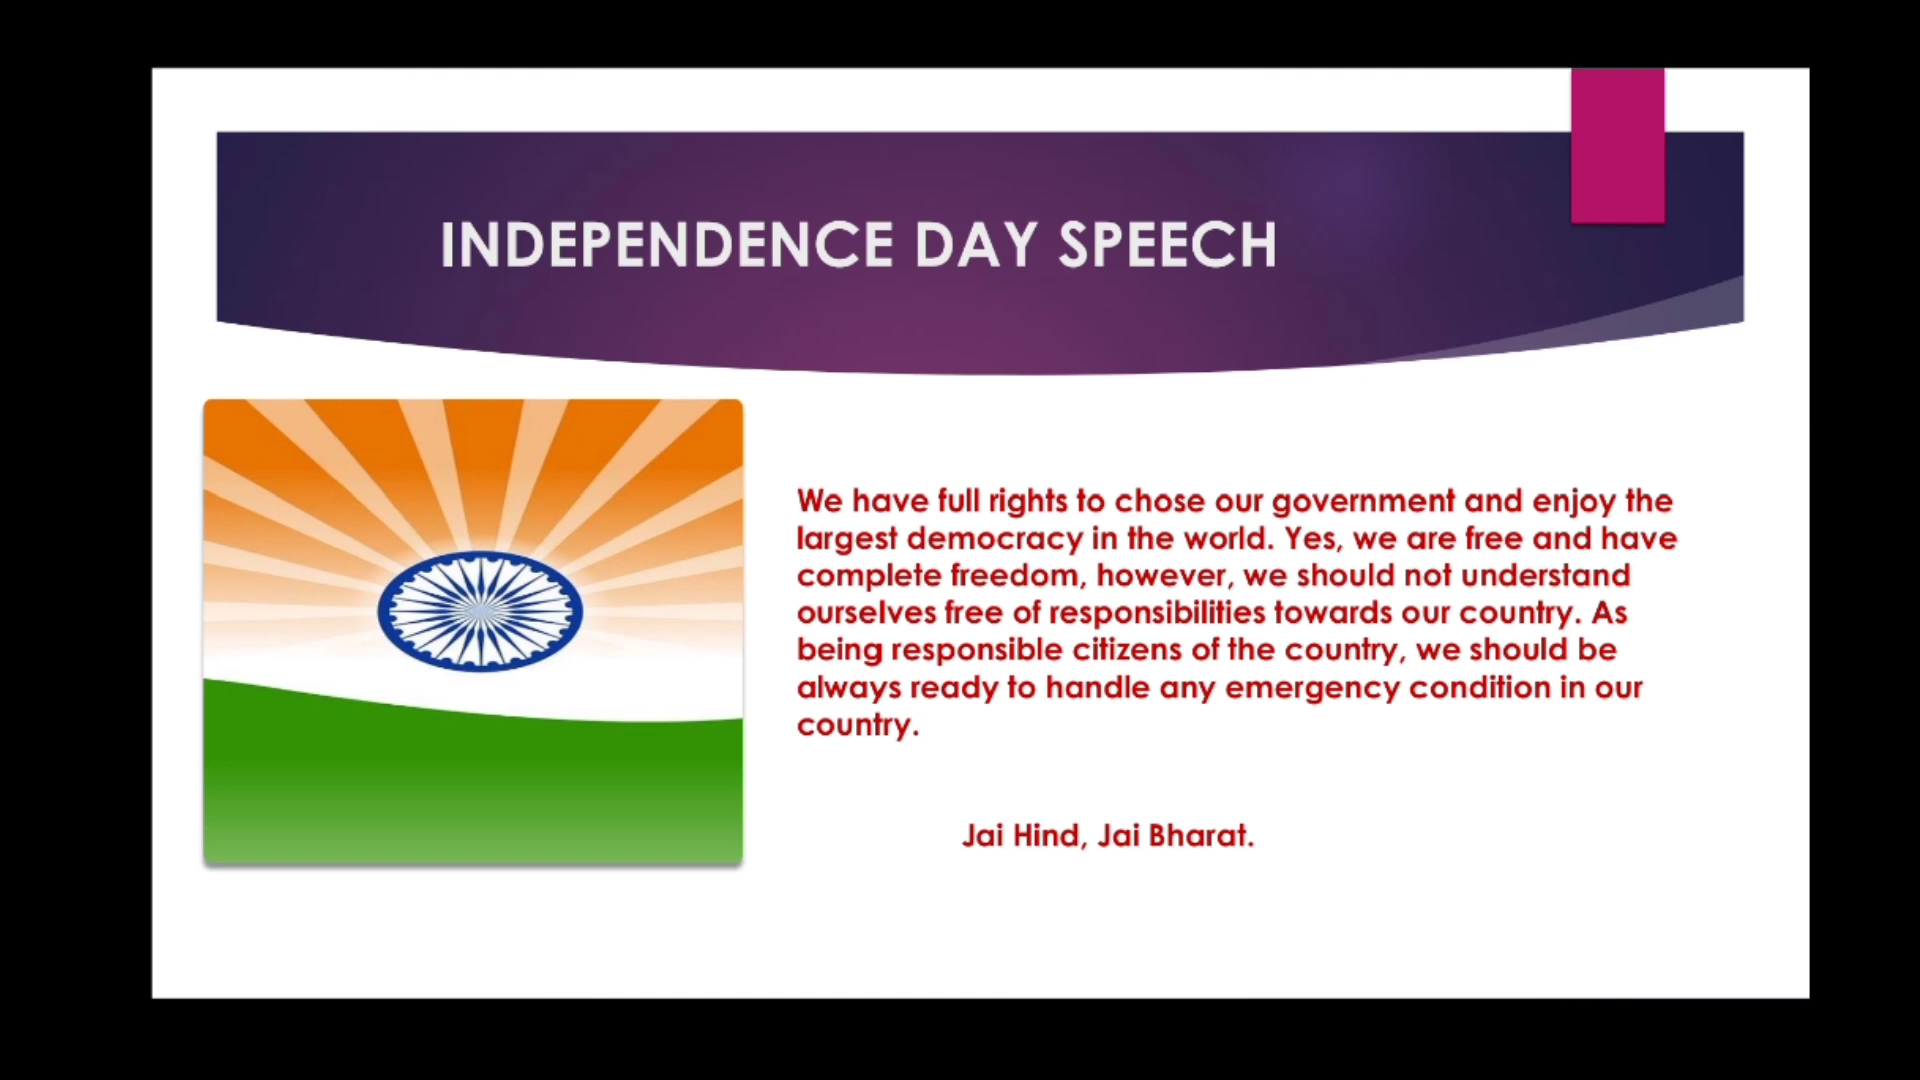 INDEPENDENCE DAY SPEECH
We have full rights to chose our government and enjoy the
largest democracy in the world. Yes, we are free and have
complete freedom, however, we should not understand
ourselves free of responsibilities towards our country. As
being responsible citizens of the country, we should be
always ready to handle any emergency condition in our
country.
Jai Hind, Jai Bharat.